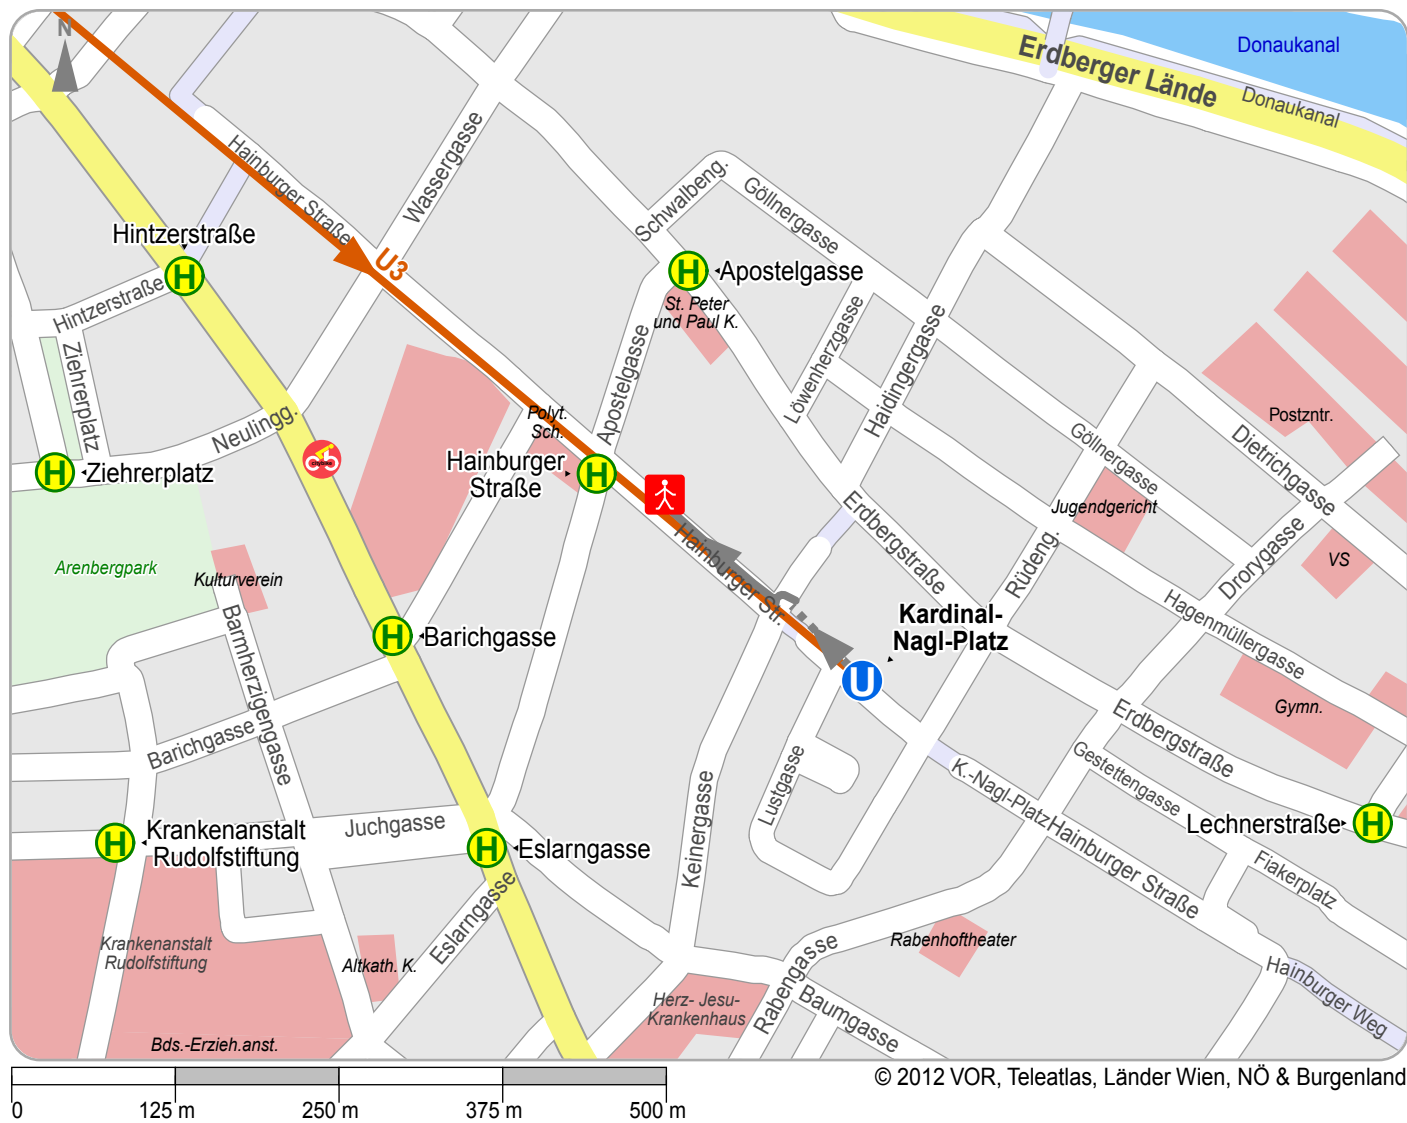 N
Donaukanal
Erdberger Lände
Donaukanal
Hainburger Straße
Wassergasse
Schwalbeng.
Göllnergasse
Hintzerstraße
U3
H
H
Apostelgasse
Hintzerstraße
St. Peter
und Paul K.
Löwenherzgasse
Haidingergasse
Ziehrerplatz
Apostelgasse
Neulingg.
Polyt.
Sch.
Postzntr.
Göllnergasse
Dietrichgasse
citybike
H
Ziehrerplatz
Hainburger
Straße
H
Jugendgericht
Erdbergstraße
Hainburger Str.
Rüdeng.
Drorygasse
VS
Arenbergpark
Kulturverein
Hagenmüllergasse
Kardinal-
Nagl-Platz
H
Barichgasse
Barmherzigengasse
U
Gymn.
Barichgasse
Erdbergstraße
Gestettengasse
K.-Nagl-Platz
Lustgasse
Keinergasse
H
Krankenanstalt
Rudolfstiftung
Juchgasse
H
Eslarngasse
Hainburger Straße
Lechnerstraße
H
Fiakerplatz
Eslarngasse
Krankenanstalt
Rudolfstiftung
Altkath. K.
Rabenhoftheater
Rabengasse
Hainburger Weg
Herz- Jesu-
Krankenhaus
Baumgasse
Bds.-Erzieh.anst.
© 2012 VOR, Teleatlas, Länder Wien, NÖ & Burgenland
0 125 m 250 m 375 m 500 m